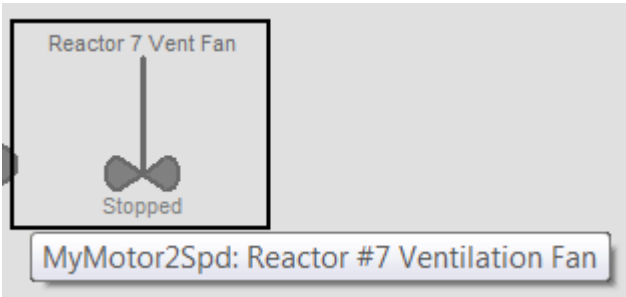 Reactor 7 Vent Fan
Stopped
MyMotor2Spd: Reactor #7 Ventilation Fan